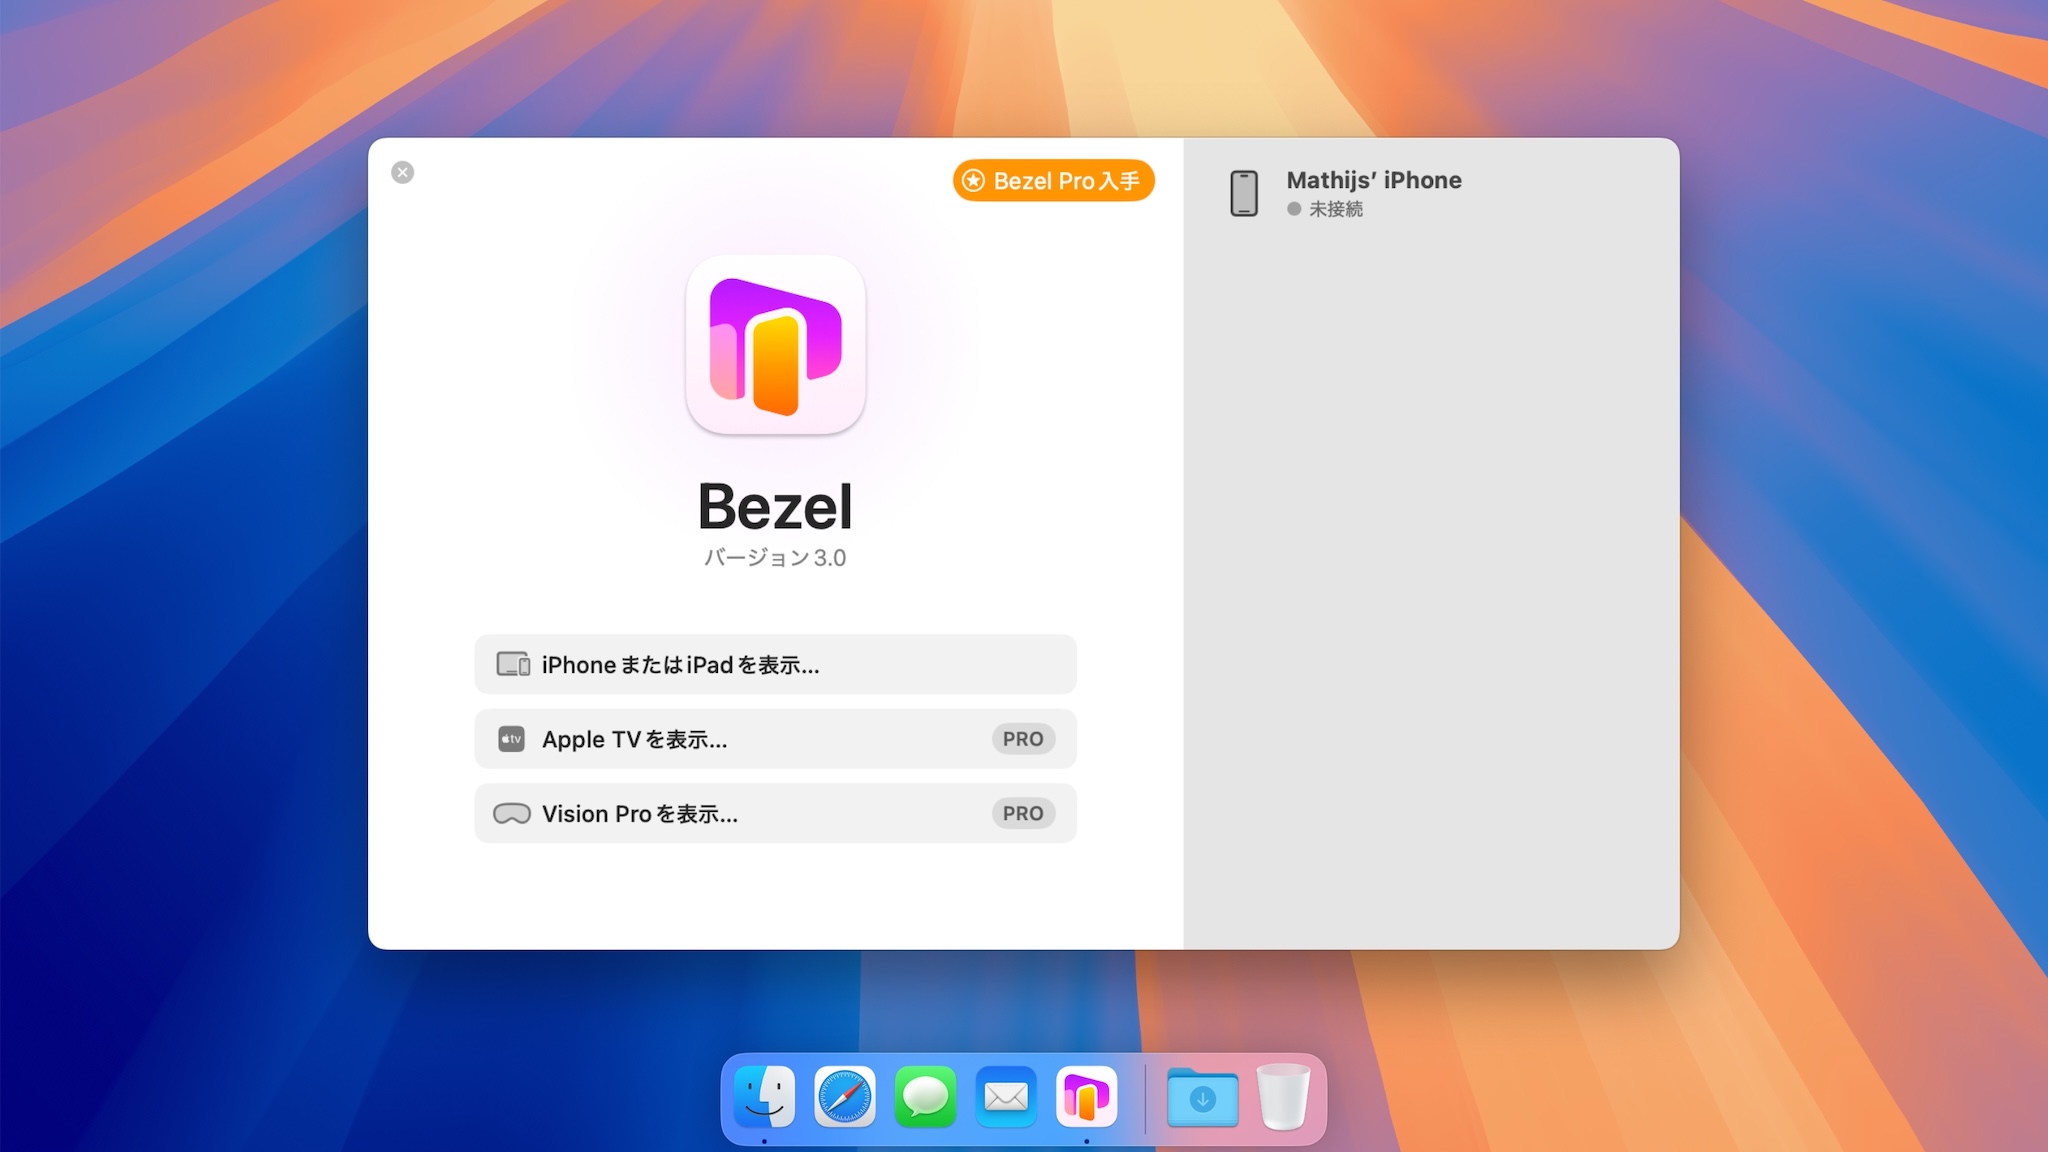 Bezel Pro入手
Mathijs’ iPhone
未接続
Bezel
バージョン3.0
iPhoneまたはiPadを表示...
tv
Apple TVを表示...
PRO
Vision Proを表示...
PRO